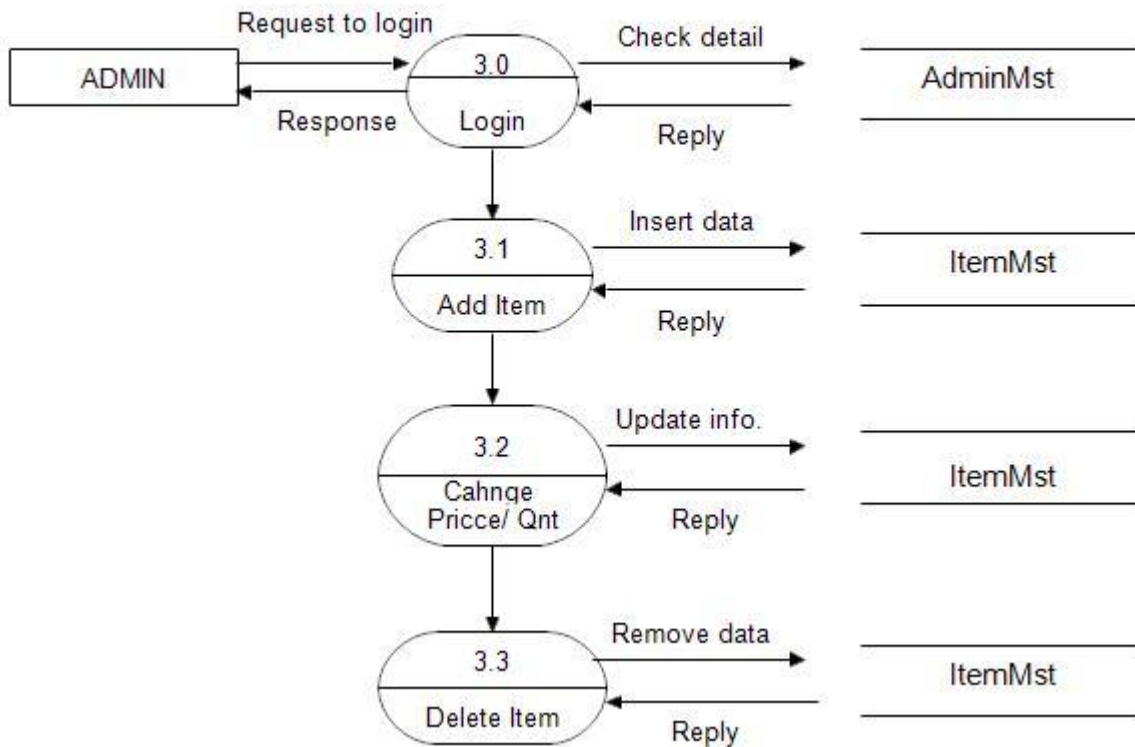 Request to login
ADMIN
Response
3.0
Login
Check detail
Reply
AdminMst
3.1
Add Item
Insert data
Reply
ItemMst
3.2
Cahnge
Pricce/ Qnt
Update info.
Reply
ItemMst
3.3
Delete Item
Remove data
Reply
ItemMst